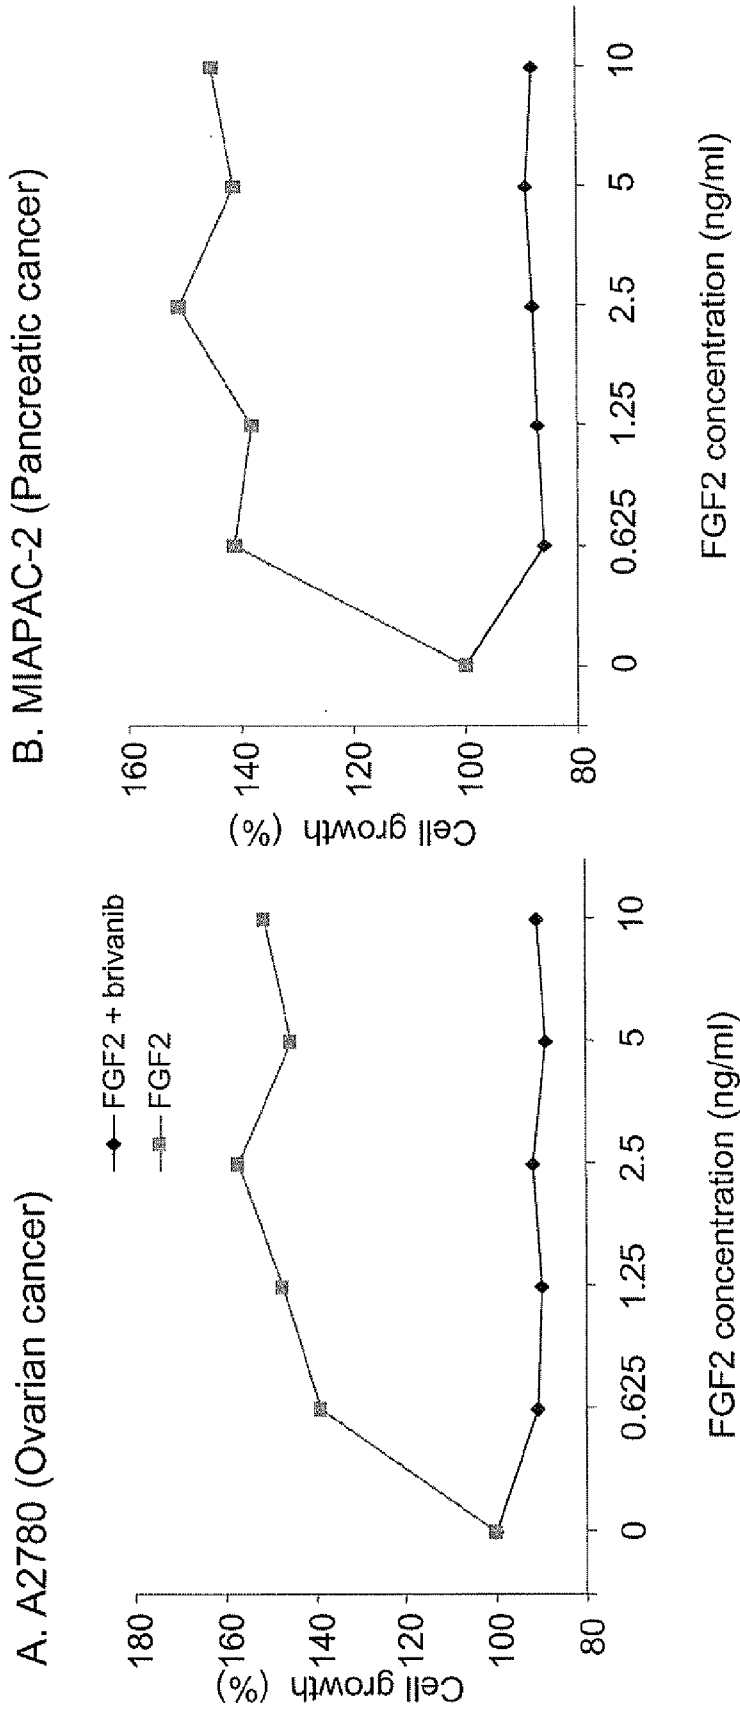 A. A2780 (Ovarian cancer)
FGF2 + brivanib
FGF2
Cell growth (%)
180
160
140
120
100
80
0 0.625 1.25 2.5 5 10
FGF2 concentration (ng/ml)
B. MIAPAC-2 (Pancreatic cancer)
Cell growth (%)
160
140
120
100
80
0 0.625 1.25 2.5 5 10
FGF2 concentration (ng/ml)